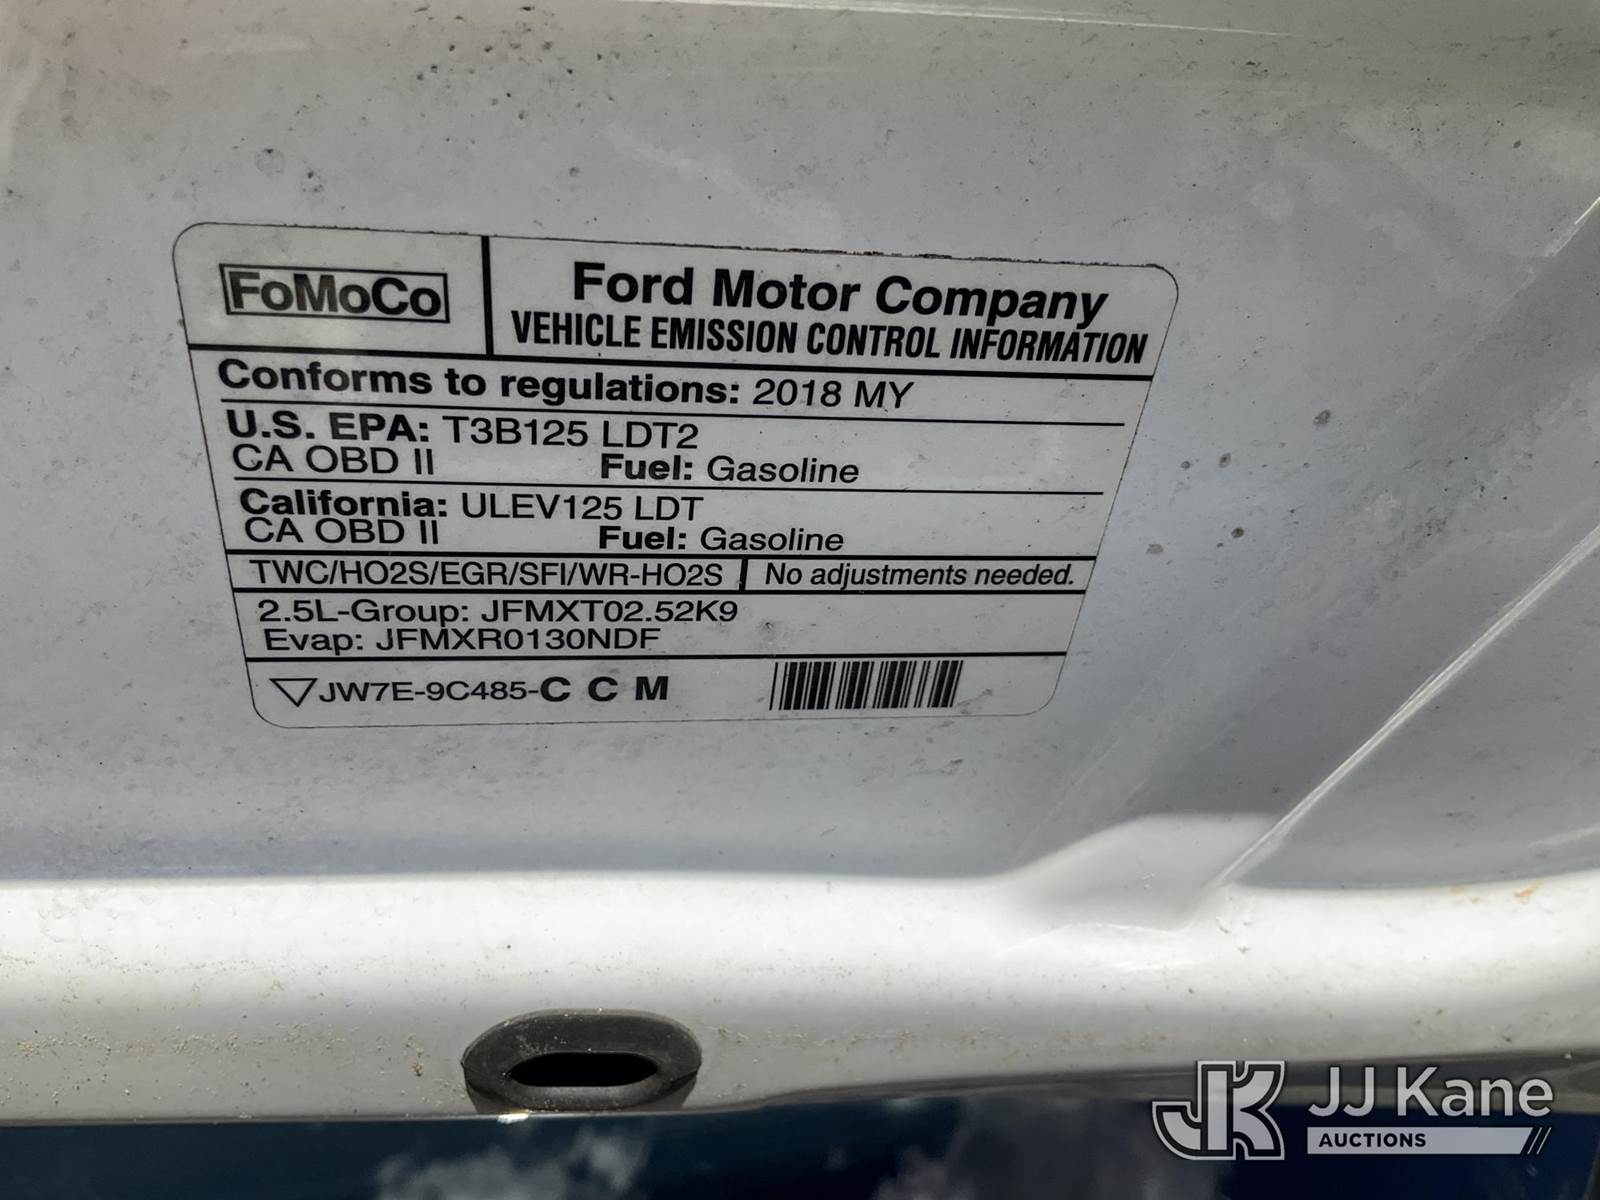 FoMoCo
Ford Motor Company
VEHICLE EMISSION CONTROL INFORMATION
Conforms to regulations: 2018 MY
U.S. EPA: T3B125 LDT2
CA OBD II Fuel: Gasoline
California: ULEV125 LDT
CA OBD II Fuel: Gasoline
TWC/HO2S/EGR/SFI/WR-HO2S No adjustments needed.
2.5L-Group: JFMXT02.52K9
Evap: JFMXR0130NDF
JW7E-9C485-C C M
JK JJ Kane
AUCTIONS